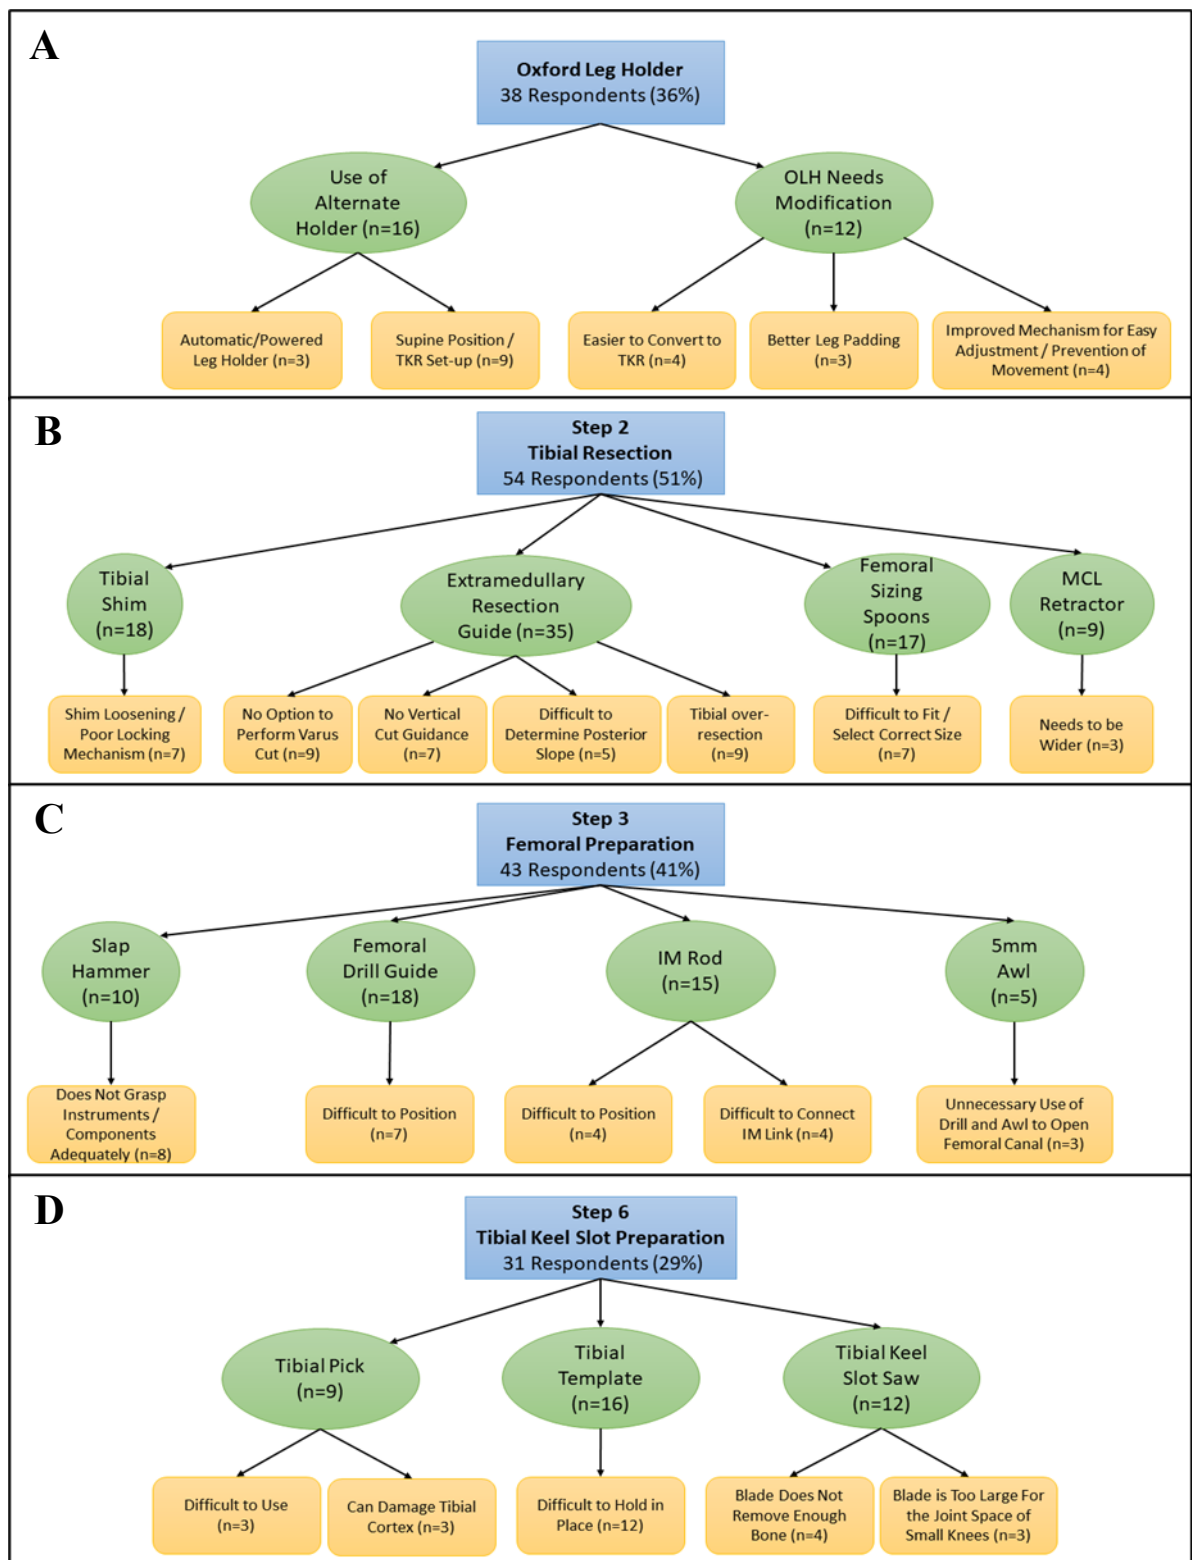 A
Oxford Leg Holder
38 Respondents (36%)
Use of
Alternate
Holder (n=16)
OLH Needs
Modification
(n=12)
Automatic/Powered
Leg Holder (n=3)
Supine Position /
TKR Set-up (n=9)
Easier to Convert to
TKR (n=4)
Better Leg Padding
(n=3)
Improved Mechanism for Easy
Adjustment / Prevention of
Movement (n=4)
B
Step 2
Tibial Resection
54 Respondents (51%)
Tibial
Shim
(n=18)
Extramedullary
Resection
Guide (n=35)
Femoral
Sizing
Spoons
(n=17)
MCL
Retractor
(n=9)
Shim Loosening /
Poor Locking
Mechanism (n=7)
No Option to
Perform Varus
Cut (n=9)
No Vertical
Cut Guidance
(n=7)
Difficult to
Determine Posterior
Slope (n=5)
Tibial over-
resection
(n=9)
Difficult to Fit /
Select Correct Size
(n=7)
Needs to be
Wider (n=3)
C
Step 3
Femoral Preparation
43 Respondents (41%)
Slap
Hammer
(n=10)
Femoral
Drill Guide
(n=18)
IM Rod
(n=15)
5mm
Awl
(n=5)
Does Not Grasp
Instruments /
Components
Adequately (n=8)
Difficult to Position
(n=7)
Difficult to Position
(n=4)
Difficult to Connect
IM Link (n=4)
Unnecessary Use of
Drill and Awl to Open
Femoral Canal (n=3)
D
Step 6
Tibial Keel Slot Preparation
31 Respondents (29%)
Tibial Pick
(n=9)
Tibial
Template
(n=16)
Tibial Keel
Slot Saw
(n=12)
Difficult to Use
(n=3)
Can Damage Tibial
Cortex (n=3)
Difficult to Hold in
Place (n=12)
Blade Does Not
Remove Enough
Bone (n=4)
Blade is Too Large For
the Joint Space of
Small Knees (n=3)